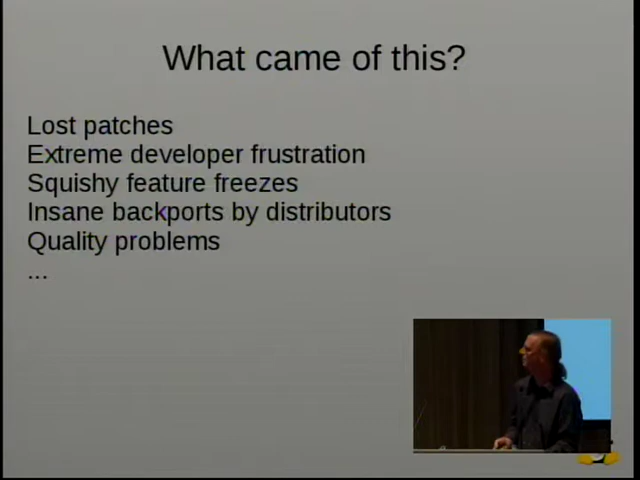 What came of this?
Lost patches
Extreme developer frustration
Squishy feature freezes
Insane backports by distributors
Quality problems
...